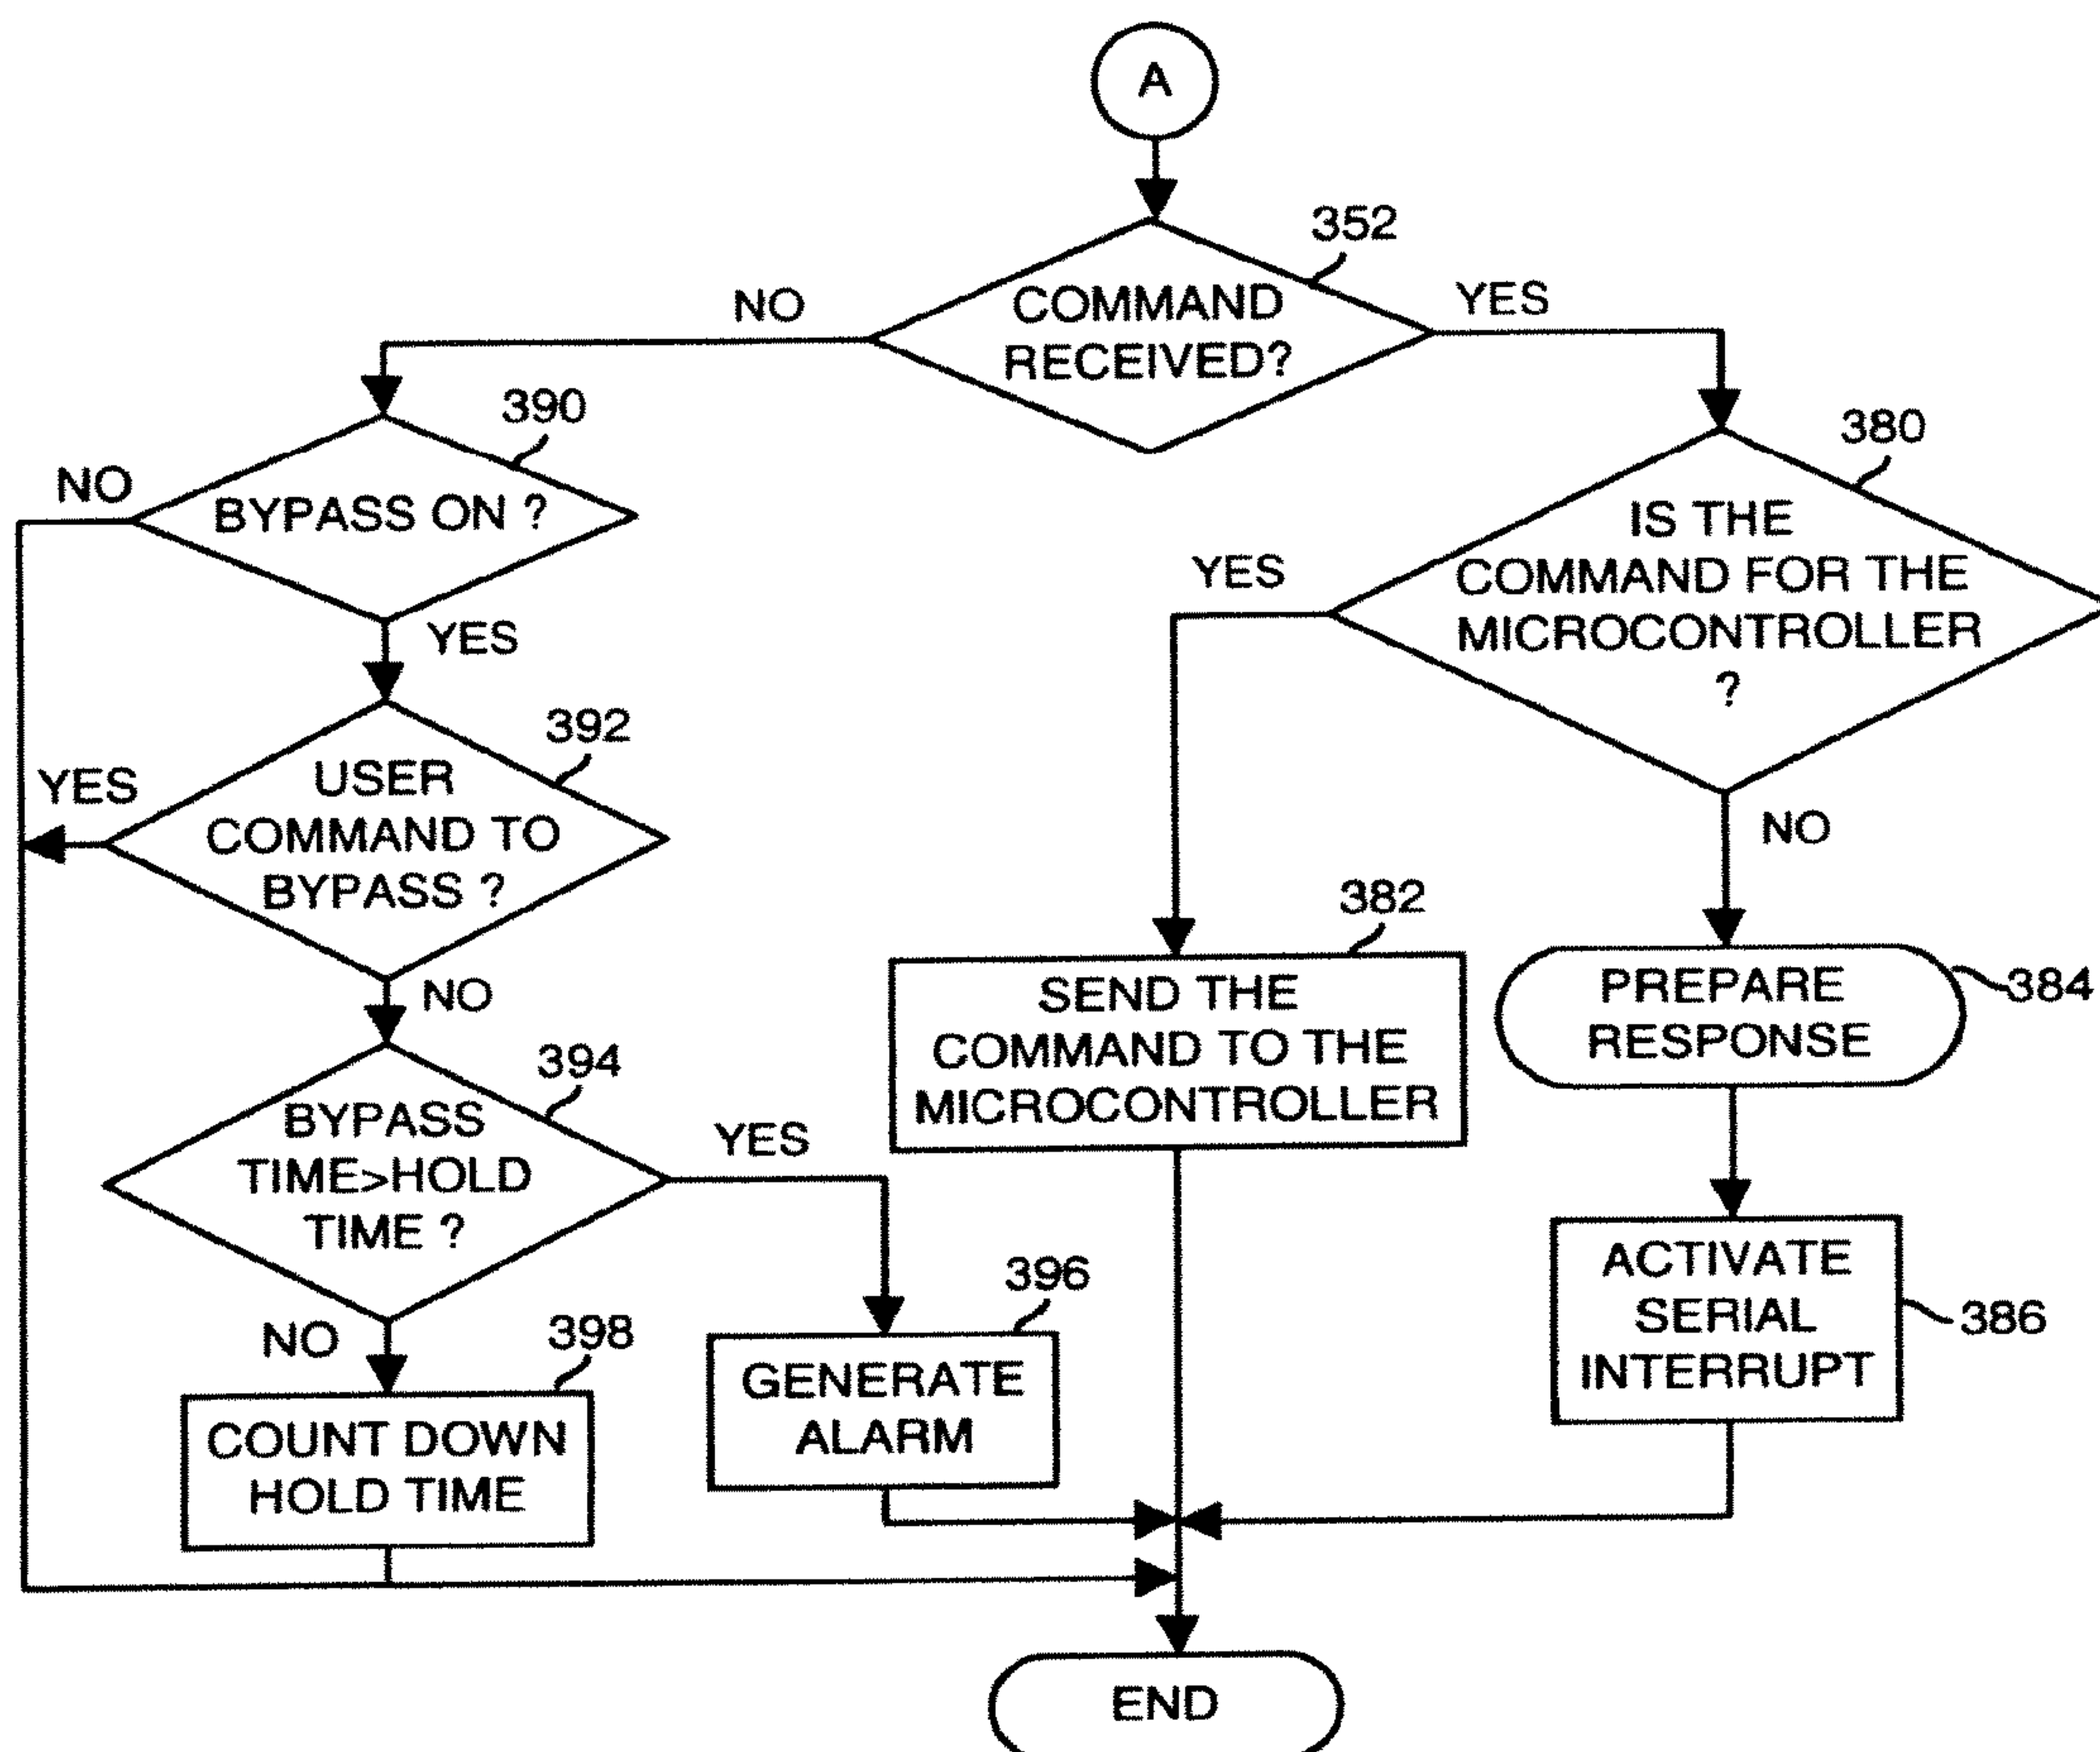 A
352
COMMAND
RECEIVED?
NO
YES
390
BYPASS ON ?
NO
YES
380
IS THE
COMMAND FOR THE
MICROCONTROLLER
?
YES
NO
392
USER
COMMAND TO
BYPASS ?
YES
NO
382
SEND THE
COMMAND TO THE
MICROCONTROLLER
PREPARE
RESPONSE
384
394
BYPASS
TIME>HOLD
TIME ?
YES
NO
396
GENERATE
ALARM
398
COUNT DOWN
HOLD TIME
ACTIVATE
SERIAL
INTERRUPT
386
END